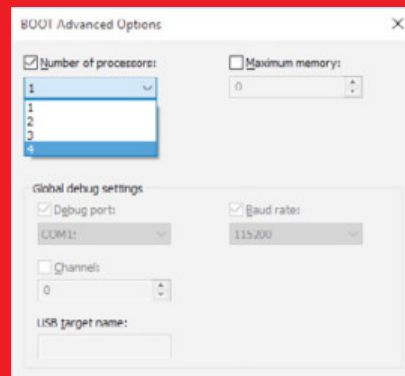 BOOT Advanced Options
Number of processors:
Maximum memory:
1
0
1
2
3
4
Global debug settings
Debug port:
Baud rate:
COM1:
115200
Channel:
0
USB target name: